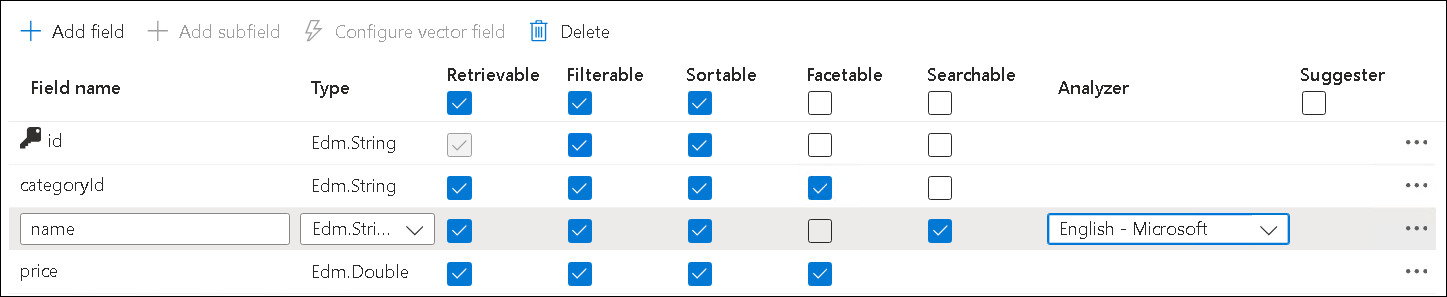 Add field Add subfield Configure vector field Delete
Field name Type Retrievable Filterable Sortable Facetable Searchable Analyzer Suggester
id Edm.String
categoryId Edm.String
name Edm.Stri... English - Microsoft
price Edm.Double